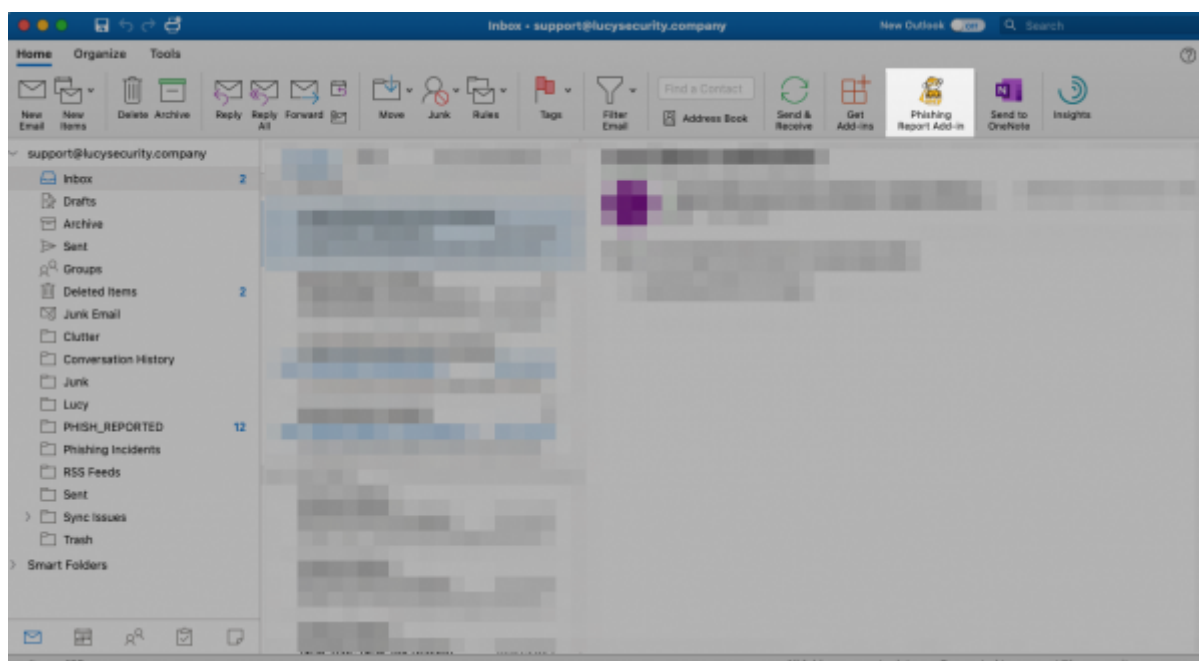 Inbox - support@lucysecurity.company
New Outlook
Off
Search
Home Organize Tools
New Email
New Items
Delete
Archive
Reply
Reply All
Forward
Move
Junk
Rules
Tags
Filter Email
Find a Contact
Address Book
Send & Receive
Get Add-ins
Phishing Report Add-in
Send to OneNote
Insights
support@lucysecurity.company
Inbox 2
Drafts
Archive
Sent
Groups
Deleted Items 2
Junk Email
Clutter
Conversation History
Junk
Lucy
PHISH_REPORTED 12
Phishing Incidents
RSS Feeds
Sent
Sync Issues
Trash
Smart Folders